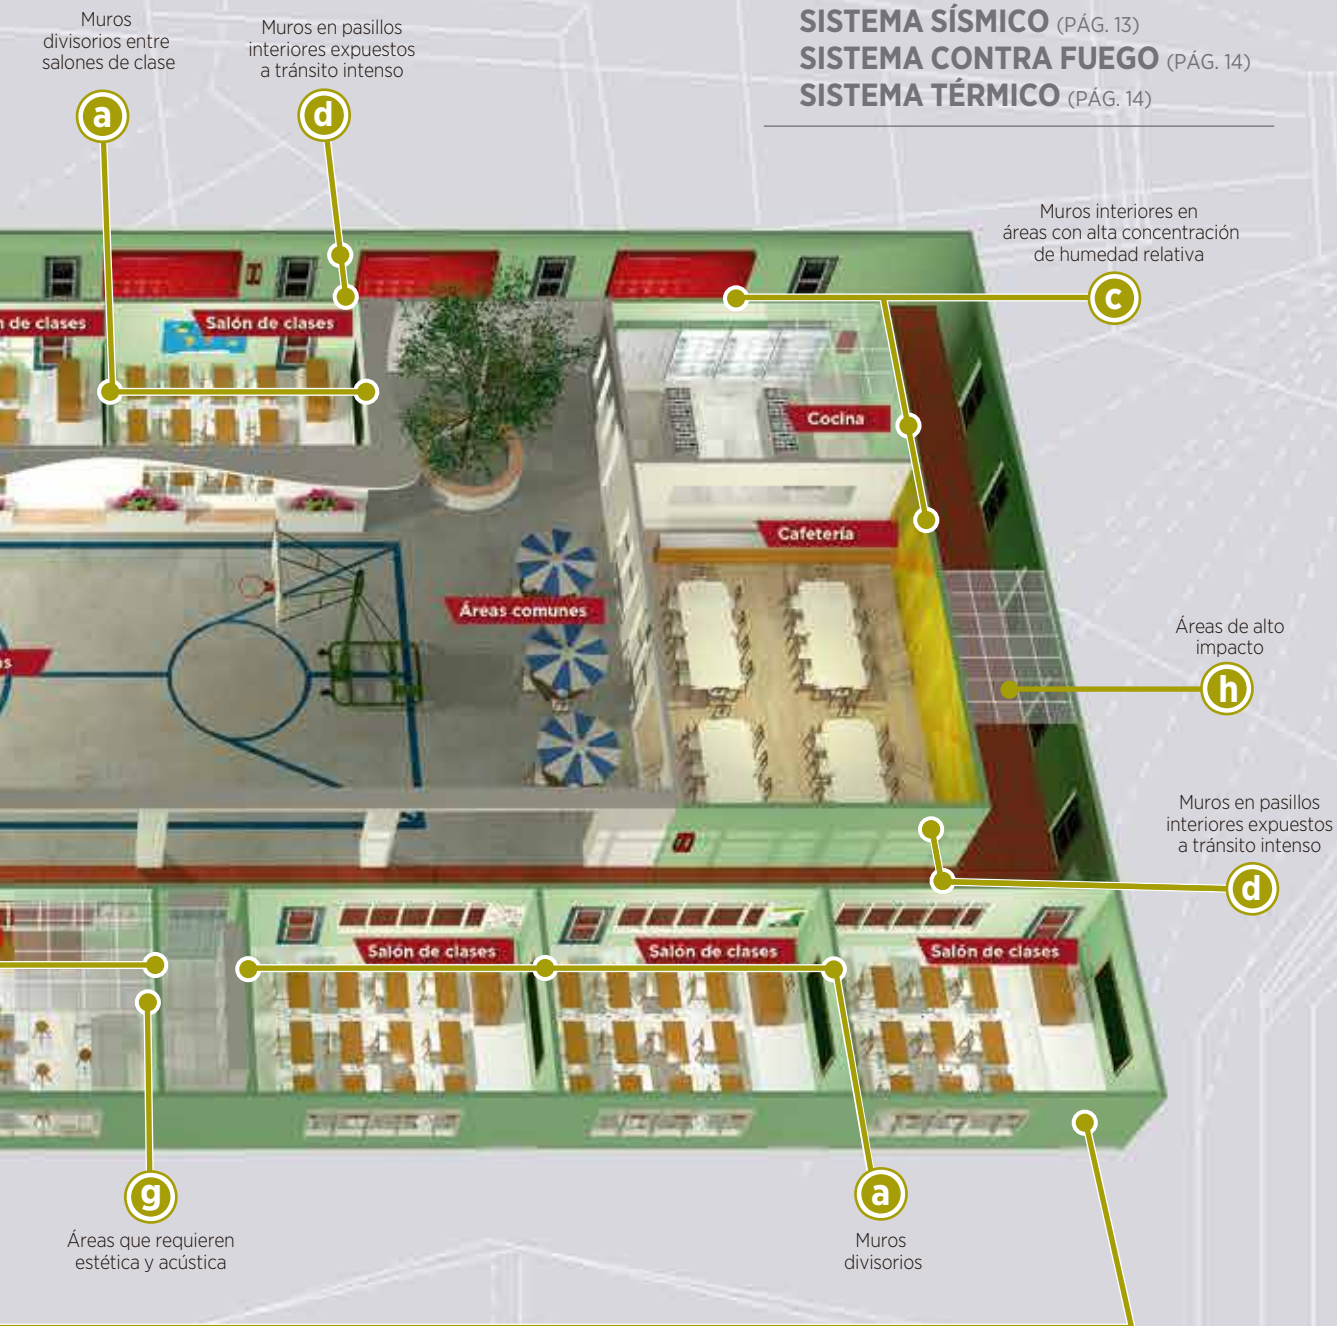 Muros
divisorios entre
salones de clase
a
Muros en pasillos
interiores expuestos
a tránsito intenso
d
SISTEMA SÍSMICO (PÁG. 13)
SISTEMA CONTRA FUEGO (PÁG. 14)
SISTEMA TÉRMICO (PÁG. 14)
Muros interiores en
áreas con alta concentración
de humedad relativa
c
de clases
Salón de clases
Cocina
Cafetería
Áreas comunes
Áreas de alto
impacto
h
Muros en pasillos
interiores expuestos
a tránsito intenso
d
Salón de clases
Salón de clases
Salón de clases
g
Áreas que requieren
estética y acústica
a
Muros
divisorios